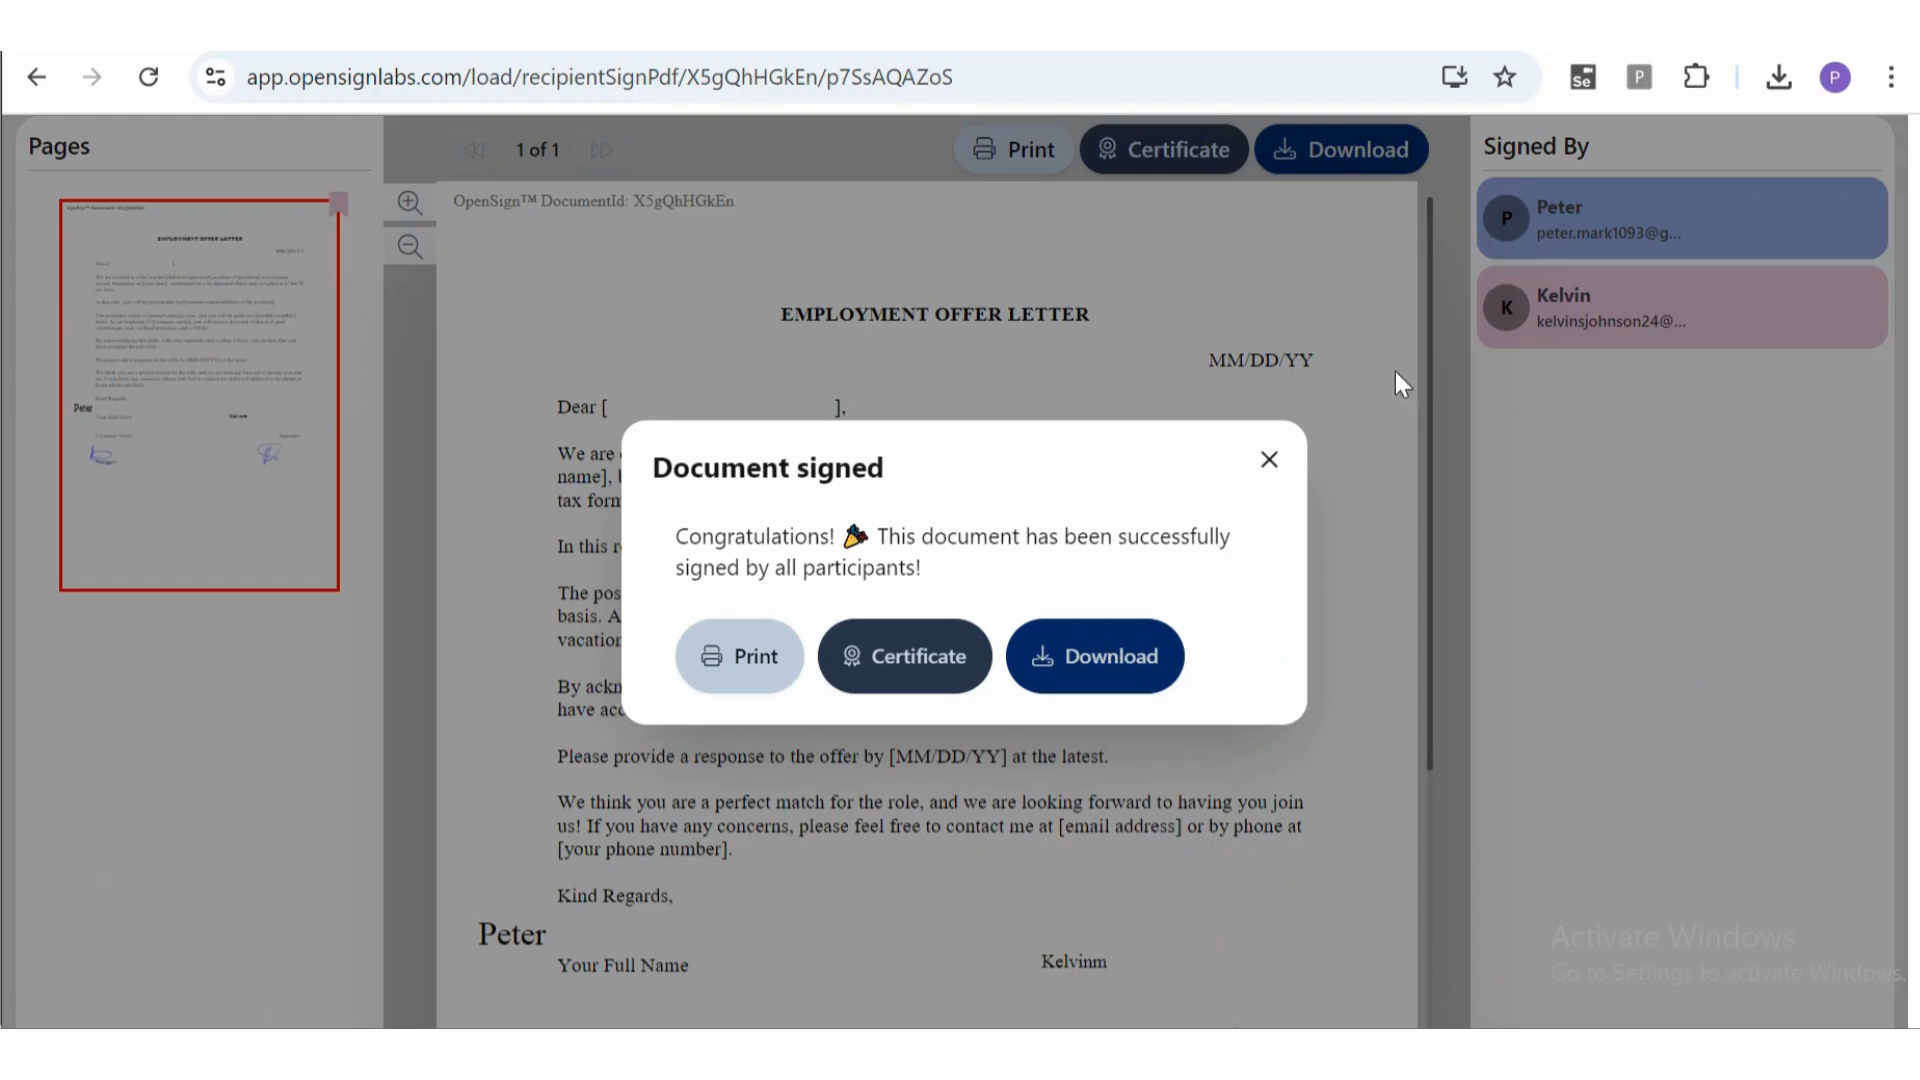 app.opensignlabs.com/load/recipientSignPdf/X5gQhHGkEn/p7SsAQAZoS
Se
P
P
Pages
1 of 1
Print
Certificate
Download
Signed By
OpenSign™ DocumentId: X5gQhHGkEn
P
Peter
peter.mark1093@g...
K
Kelvin
kelvinsjohnson24@...
EMPLOYMENT OFFER LETTER
MM/DD/YY
Dear [ ],
We are
name],
tax form
In this r
The pos
basis. A
vacation
By ackn
have acc
Document signed
Congratulations! 🎉 This document has been successfully
signed by all participants!
Print
Certificate
Download
Please provide a response to the offer by [MM/DD/YY] at the latest.
We think you are a perfect match for the role, and we are looking forward to having you join
us! If you have any concerns, please feel free to contact me at [email address] or by phone at
[your phone number].
Kind Regards,
Peter
Your Full Name
Kelvinm
Activate Windows
Go to Settings to activate Windows.